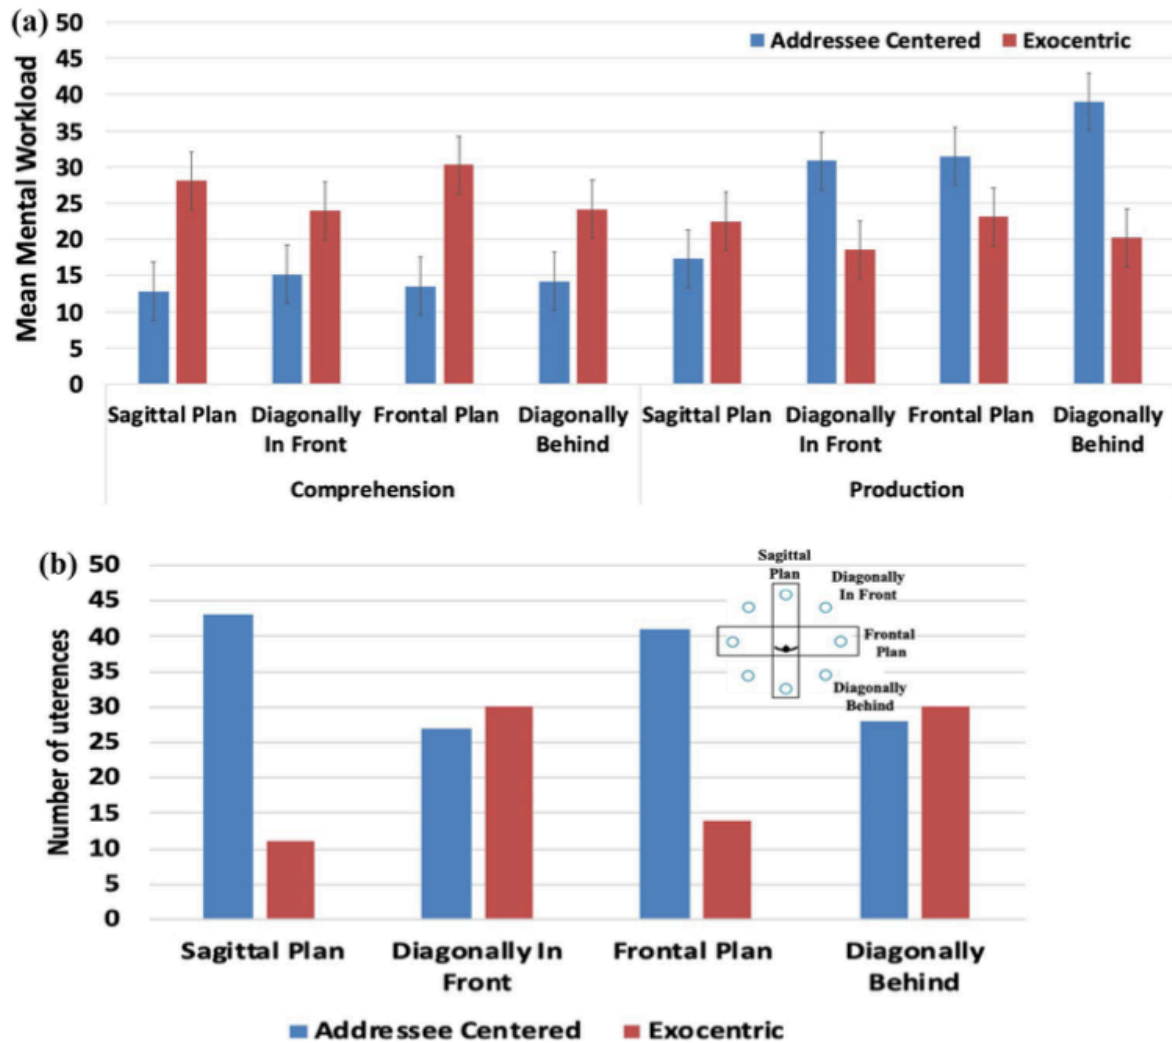 (a)
50
45
40
35
30
25
20
15
10
5
0
Mean Mental Workload
Addressee Centered Exocentric
Sagittal Plan Diagonally In Front Frontal Plan Diagonally Behind Sagittal Plan Diagonally In Front Frontal Plan Diagonally Behind
Comprehension Production
(b)
50
45
40
35
30
25
20
15
10
5
0
Number of uterences
Sagittal
Plan
Diagonally
In Front
Frontal
Plan
Diagonally
Behind
Sagittal Plan Diagonally In Front Frontal Plan Diagonally Behind
Addressee Centered Exocentric